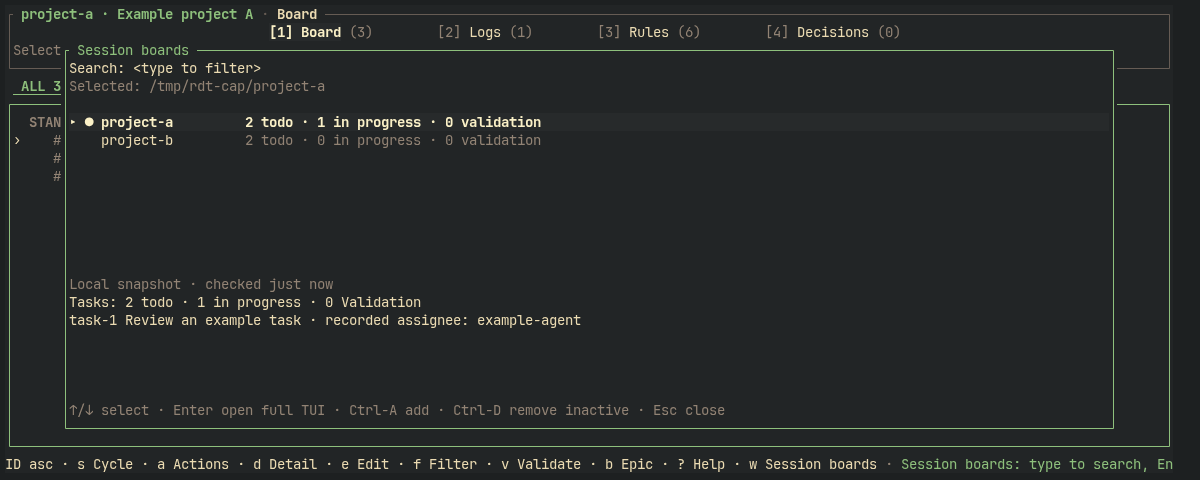 project-a · Example project A · Board
[1] Board (3) [2] Logs (1) [3] Rules (6) [4] Decisions (0)
Select
Session boards
Search: <type to filter>
ALL 3
Selected: /tmp/rdt-cap/project-a
STAN
▸ ● project-a 2 todo · 1 in progress · 0 validation
› #
project-b 2 todo · 0 in progress · 0 validation
#
#
Local snapshot · checked just now
Tasks: 2 todo · 1 in progress · 0 Validation
task-1 Review an example task · recorded assignee: example-agent
↑/↓ select · Enter open full TUI · Ctrl-A add · Ctrl-D remove inactive · Esc close
ID asc · s Cycle · a Actions · d Detail · e Edit · f Filter · v Validate · b Epic · ? Help · w Session boards · Session boards: type to search, En